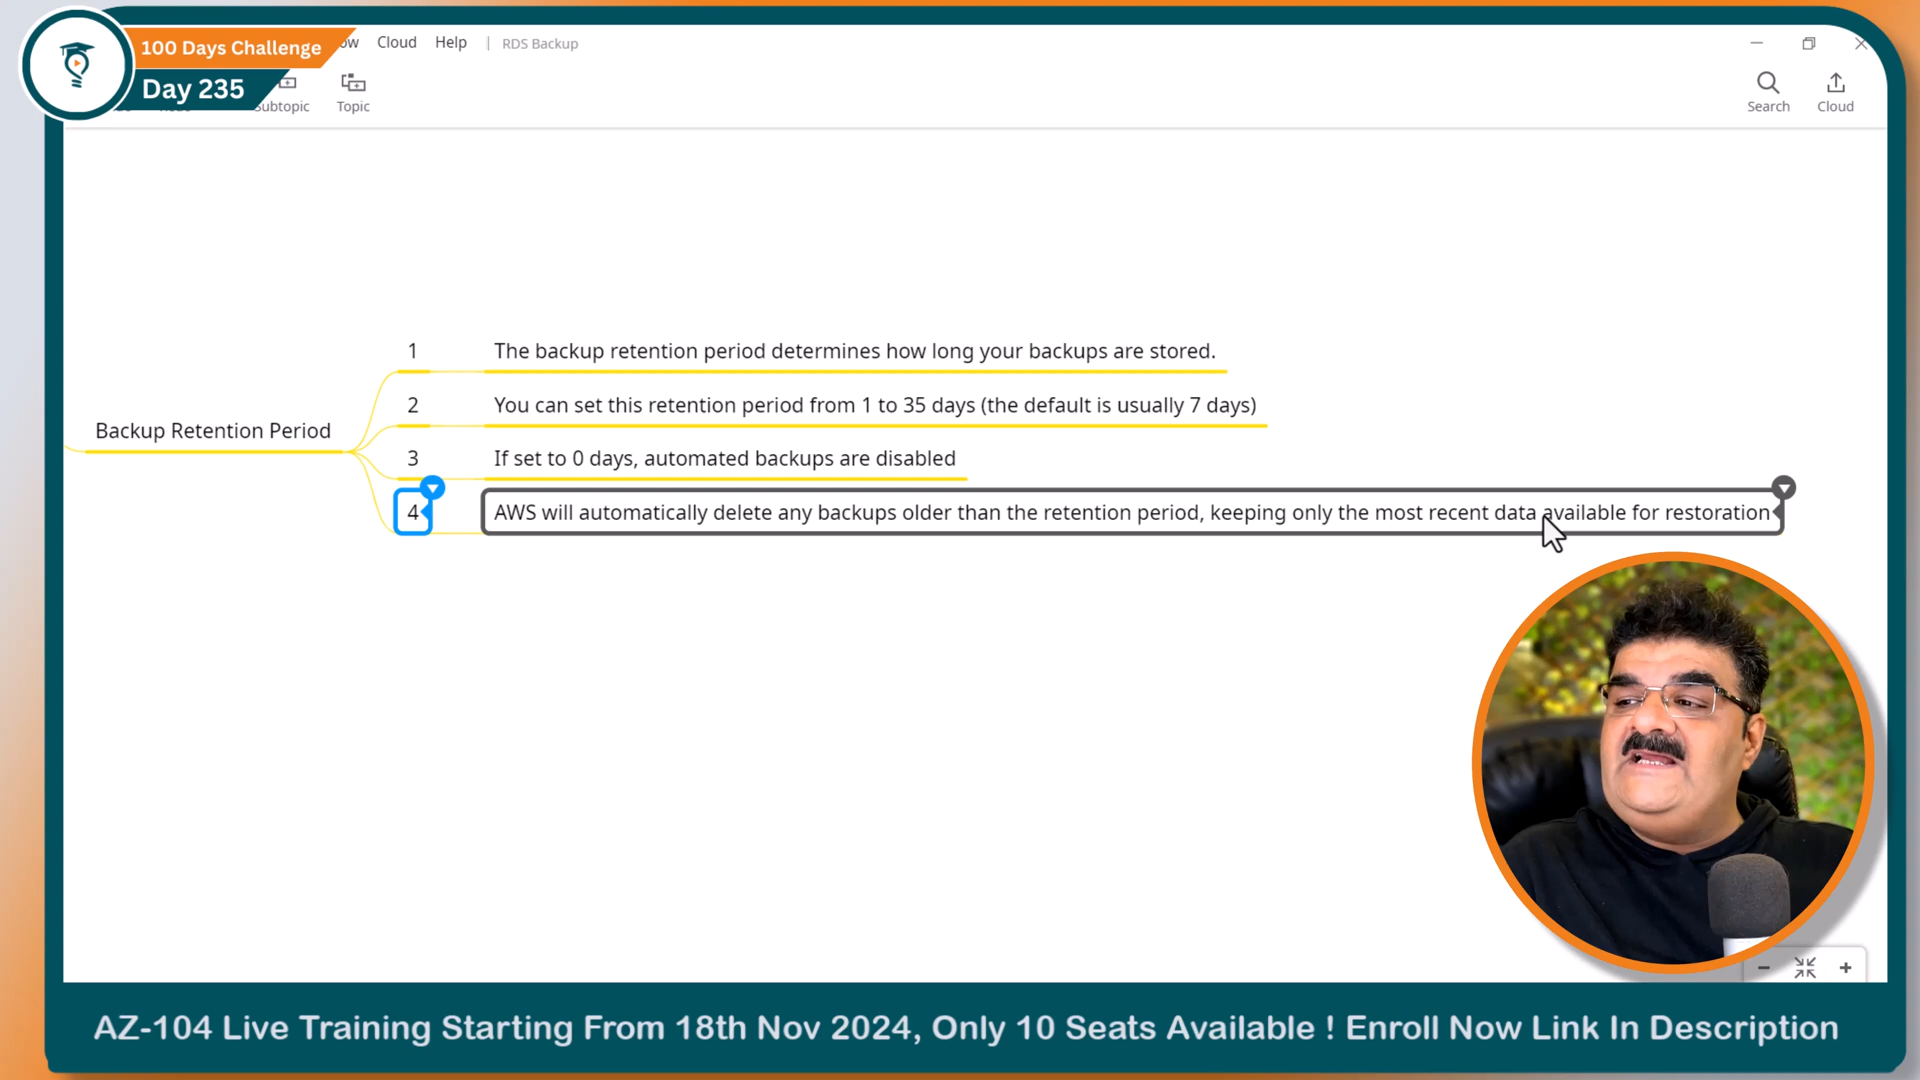 100 Days Challenge
Day 235
ow Cloud Help | RDS Backup
Subtopic
Topic
Search
Cloud
Backup Retention Period
1 The backup retention period determines how long your backups are stored.
2 You can set this retention period from 1 to 35 days (the default is usually 7 days)
3 If set to 0 days, automated backups are disabled
4 AWS will automatically delete any backups older than the retention period, keeping only the most recent data available for restoration
AZ-104 Live Training Starting From 18th Nov 2024, Only 10 Seats Available ! Enroll Now Link In Description